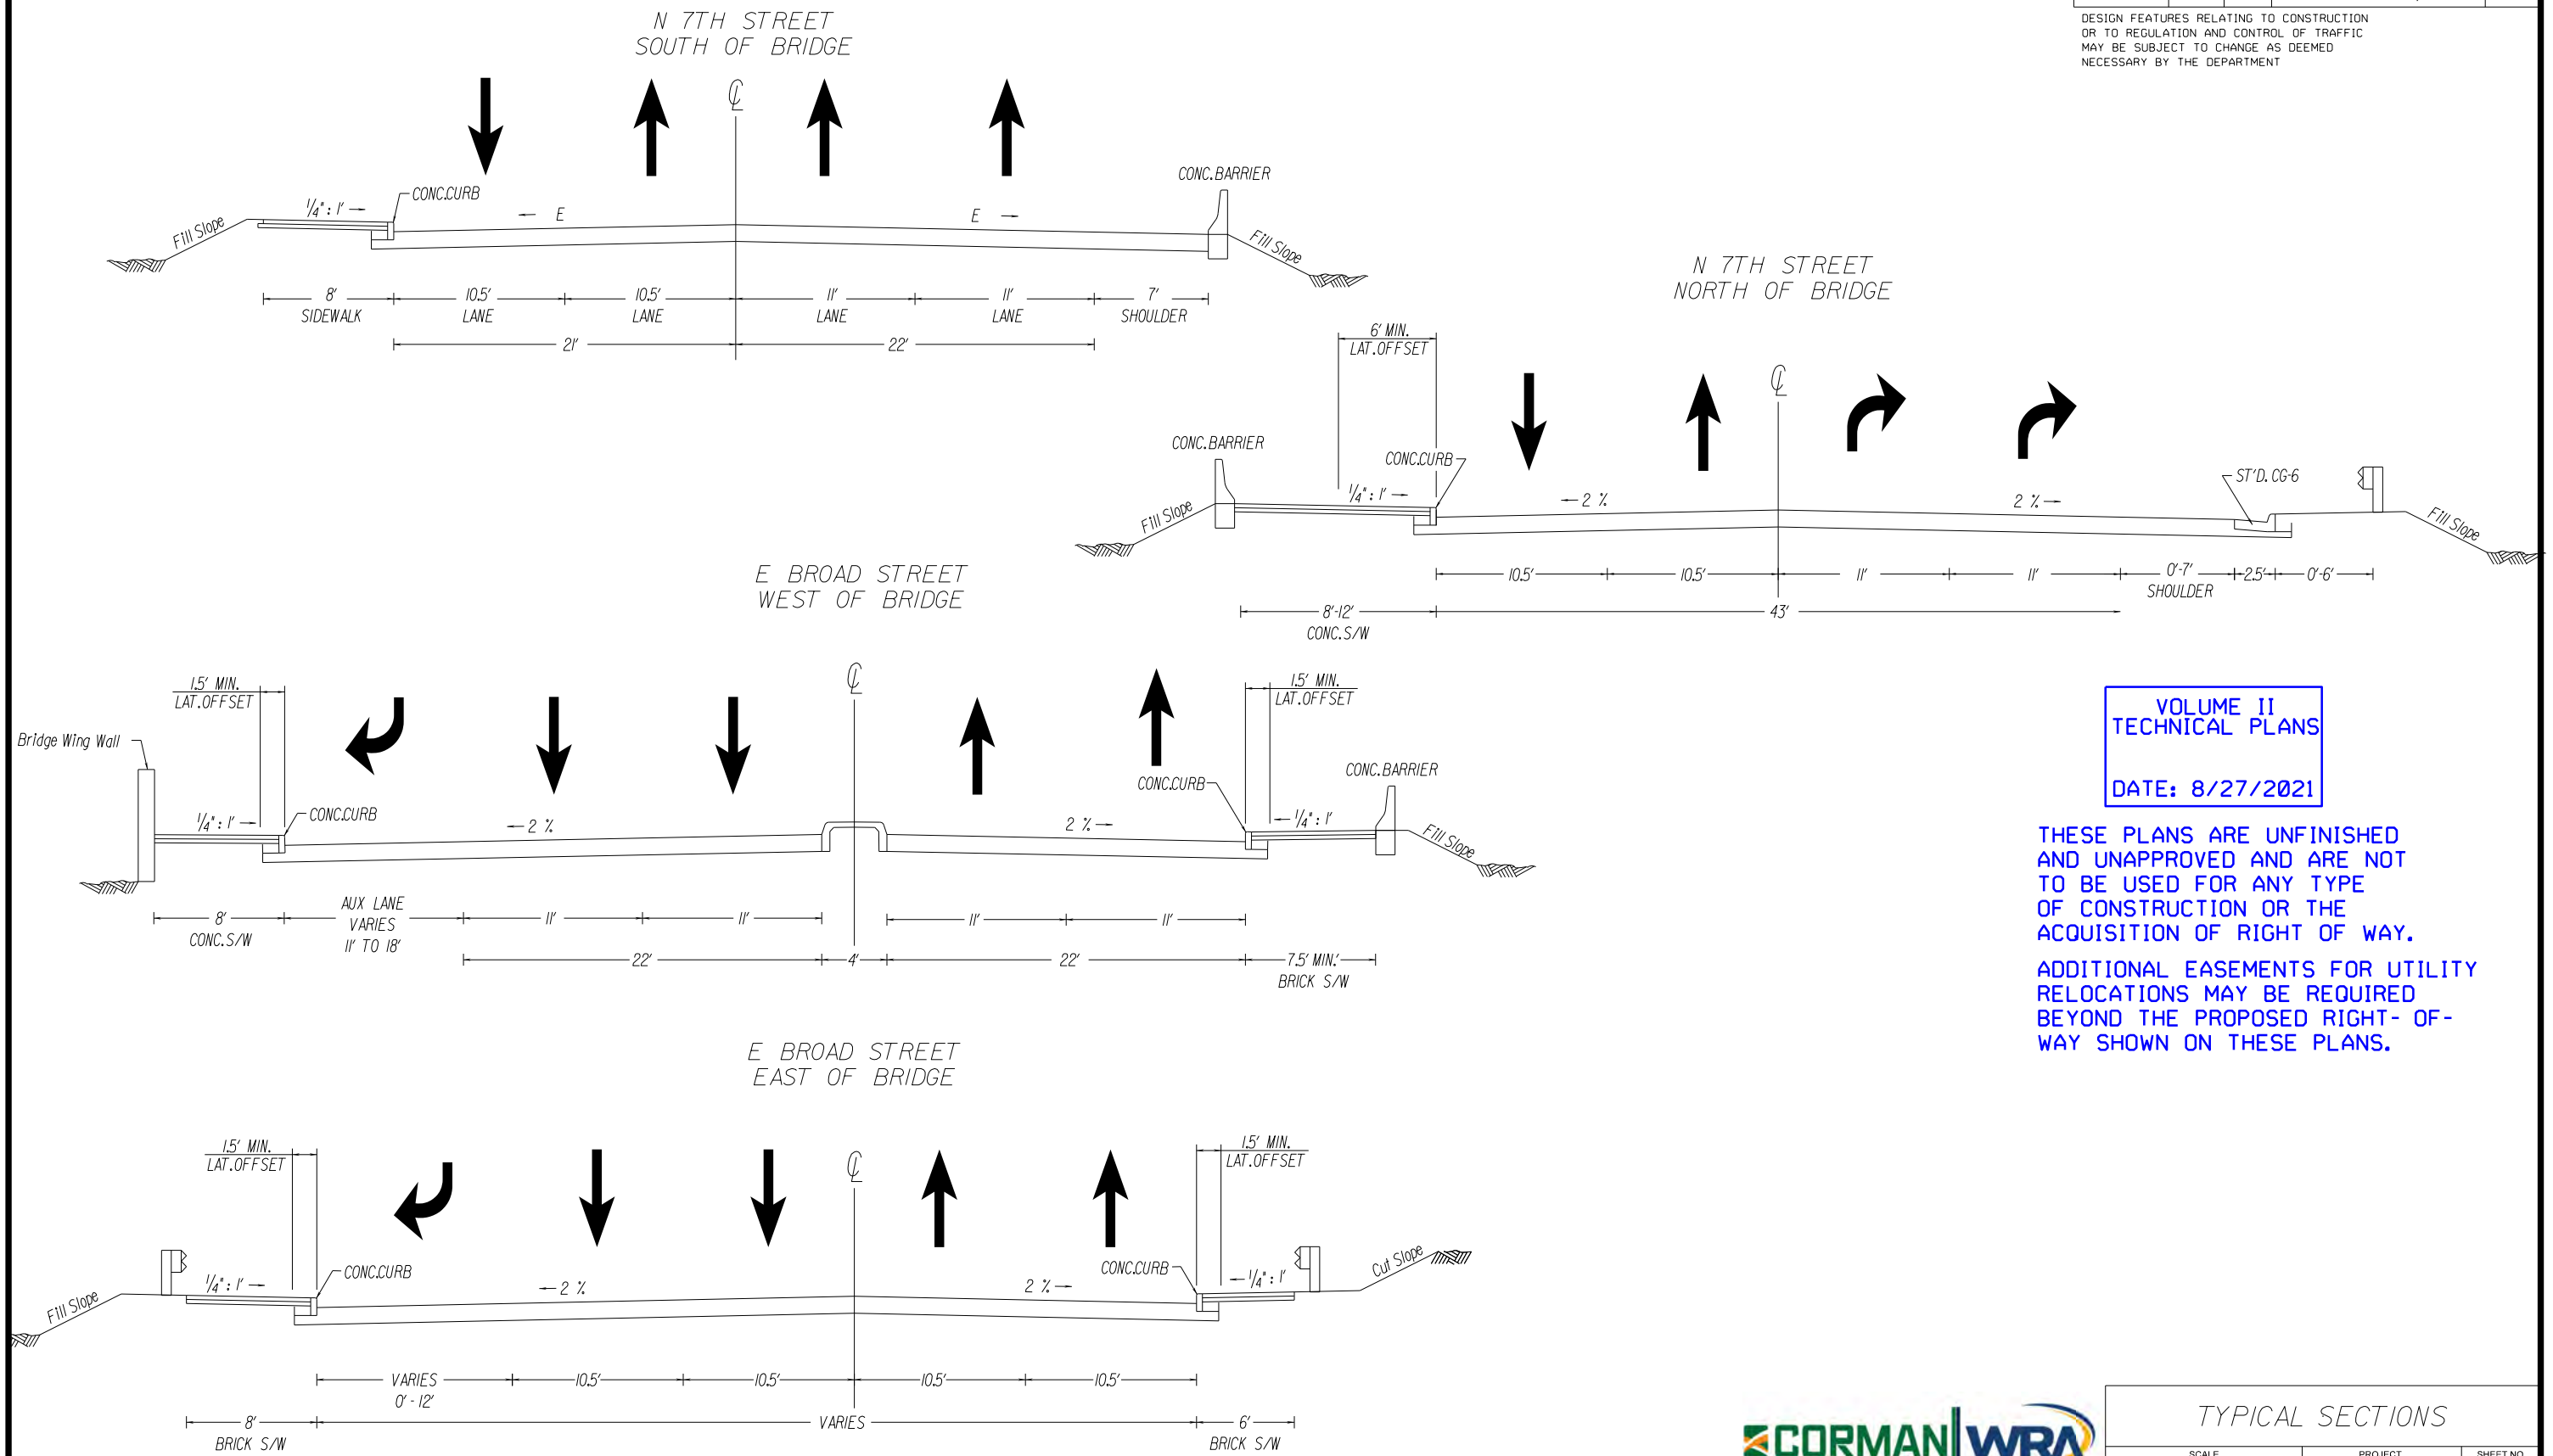 DESIGN FEATURES RELATING TO CONSTRUCTION
OR TO REGULATION AND CONTROL OF TRAFFIC
MAY BE SUBJECT TO CHANGE AS DEEMED
NECESSARY BY THE DEPARTMENT
N 7TH STREET
SOUTH OF BRIDGE
℄
CONC. BARRIER
CONC.CURB
1/4" : 1'
E
E
Fill Slope
Fill Slope
8'
10.5'
10.5'
11'
11'
7'
SIDEWALK
LANE
LANE
LANE
LANE
SHOULDER
21'
22'
N 7TH STREET
NORTH OF BRIDGE
6' MIN.
LAT.OFFSET
℄
CONC. BARRIER
CONC.CURB
ST'D. CG-6
1/4" : 1'
2 %
2 %
Fill Slope
Fill Slope
10.5'
10.5'
11'
11'
0'-7'
2.5'
0'-6'
SHOULDER
8'-12'
43'
CONC. S/W
E BROAD STREET
WEST OF BRIDGE
℄
1.5' MIN.
LAT.OFFSET
1.5' MIN.
LAT.OFFSET
Bridge Wing Wall
CONC. BARRIER
CONC.CURB
CONC.CURB
1/4" : 1'
2 %
2 %
1/4" : 1'
Fill Slope
8'
CONC. S/W
AUX LANE
VARIES
11' TO 18'
11'
11'
11'
11'
22'
4'
22'
7.5' MIN.'
BRICK S/W
VOLUME II
TECHNICAL PLANS
DATE: 8/27/2021
THESE PLANS ARE UNFINISHED
AND UNAPPROVED AND ARE NOT
TO BE USED FOR ANY TYPE
OF CONSTRUCTION OR THE
ACQUISITION OF RIGHT OF WAY.
ADDITIONAL EASEMENTS FOR UTILITY
RELOCATIONS MAY BE REQUIRED
BEYOND THE PROPOSED RIGHT- OF-
WAY SHOWN ON THESE PLANS.
E BROAD STREET
EAST OF BRIDGE
℄
1.5' MIN.
LAT.OFFSET
1.5' MIN.
LAT.OFFSET
CONC.CURB
CONC.CURB
1/4" : 1'
2 %
2 %
1/4" : 1'
Fill Slope
Cut Slope
VARIES
0' - 12'
10.5'
10.5'
10.5'
10.5'
8'
VARIES
6'
BRICK S/W
BRICK S/W
CORMAN WRA
TYPICAL SECTIONS
SCALE
PROJECT
SHEET NO.